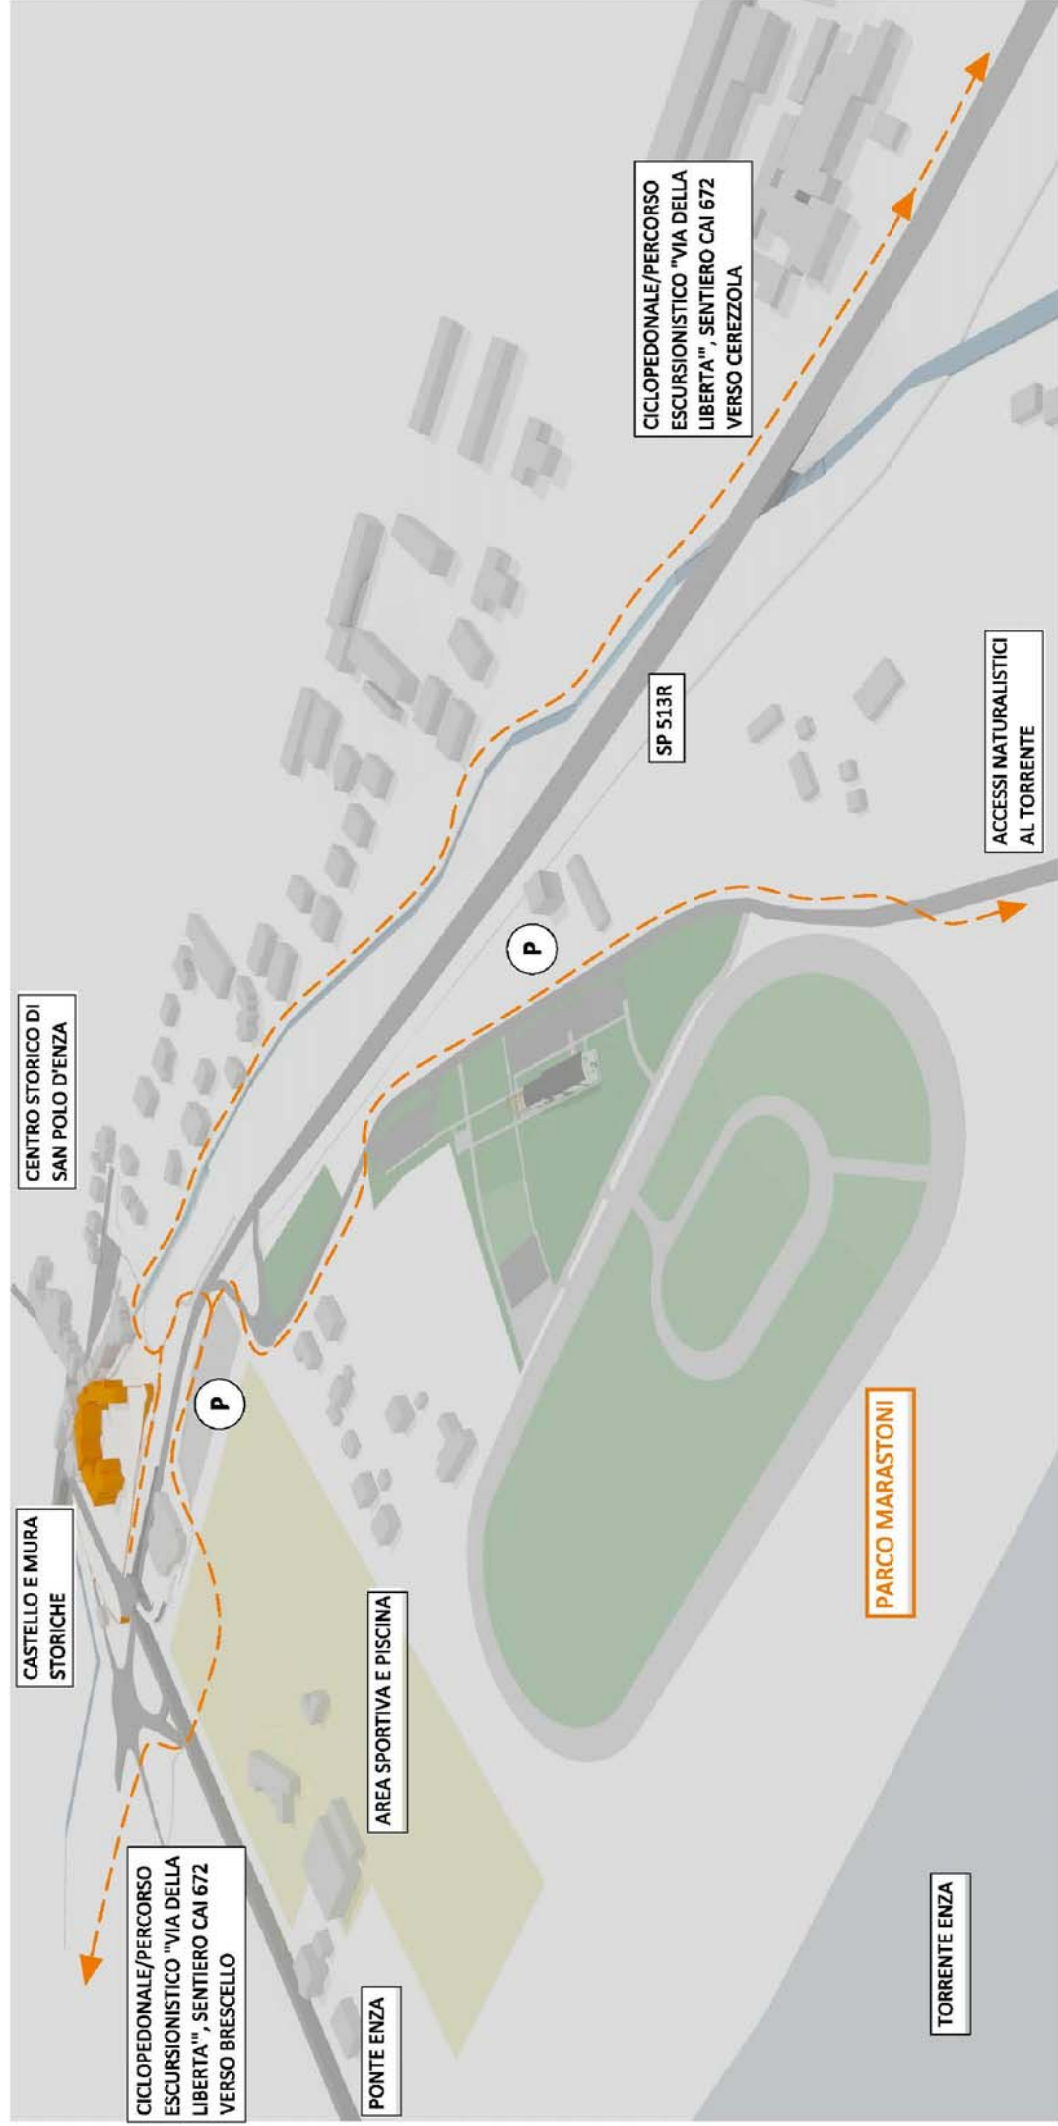 CASTELLO E MURA
STORICHE
CENTRO STORICO DI
SAN POLO D'ENZA
CICLOPEDONALE/PERCORSO
ESCURSIONISTICO "VIA DELLA
LIBERTA'", SENTIERO CAI 672
VERSO BRESCELLO
P
PONTE ENZA
AREA SPORTIVA E PISCINA
P
SP 513R
CICLOPEDONALE/PERCORSO
ESCURSIONISTICO "VIA DELLA
LIBERTA'", SENTIERO CAI 672
VERSO CEREZZOLA
PARCO MARASTONI
TORRENTE ENZA
ACCESSI NATURALISTICI
AL TORRENTE